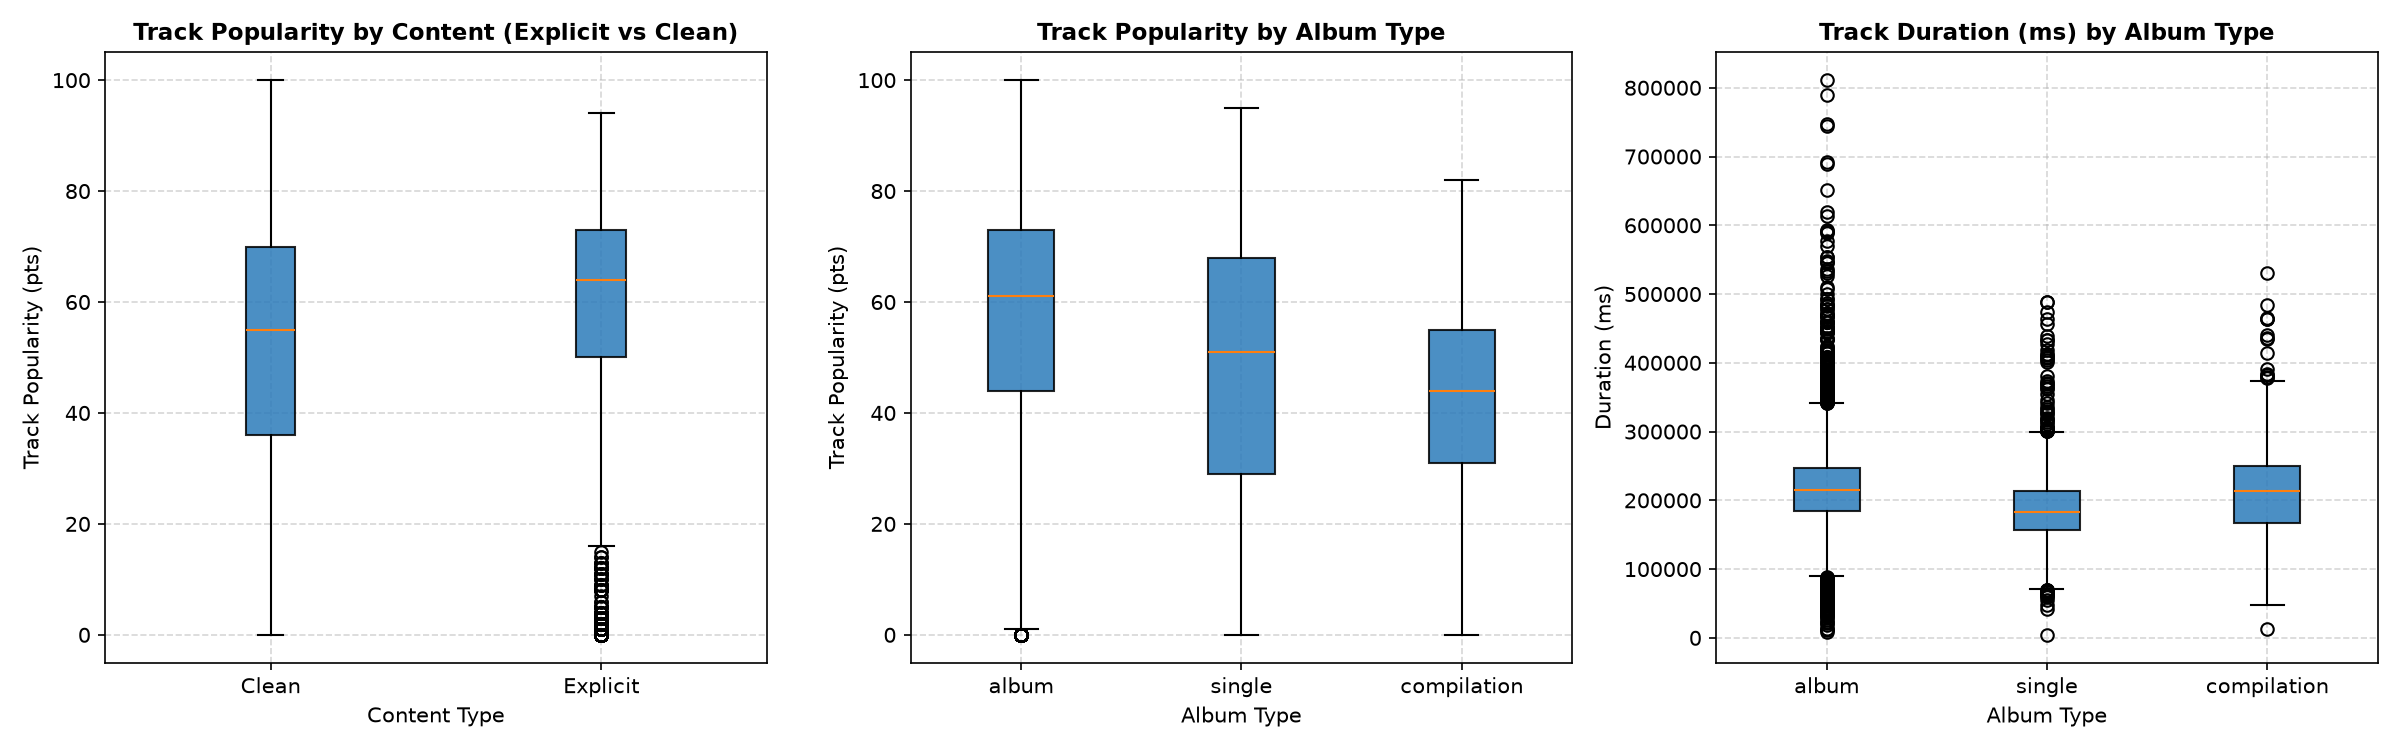 Track Popularity by Content (Explicit vs Clean)
100
80
60
40
20
0
Track Popularity (pts)
Clean
Explicit
Content Type
Track Popularity by Album Type
100
80
60
40
20
0
Track Popularity (pts)
album
single
compilation
Album Type
Track Duration (ms) by Album Type
800000
700000
600000
500000
400000
300000
200000
100000
0
Duration (ms)
album
single
compilation
Album Type